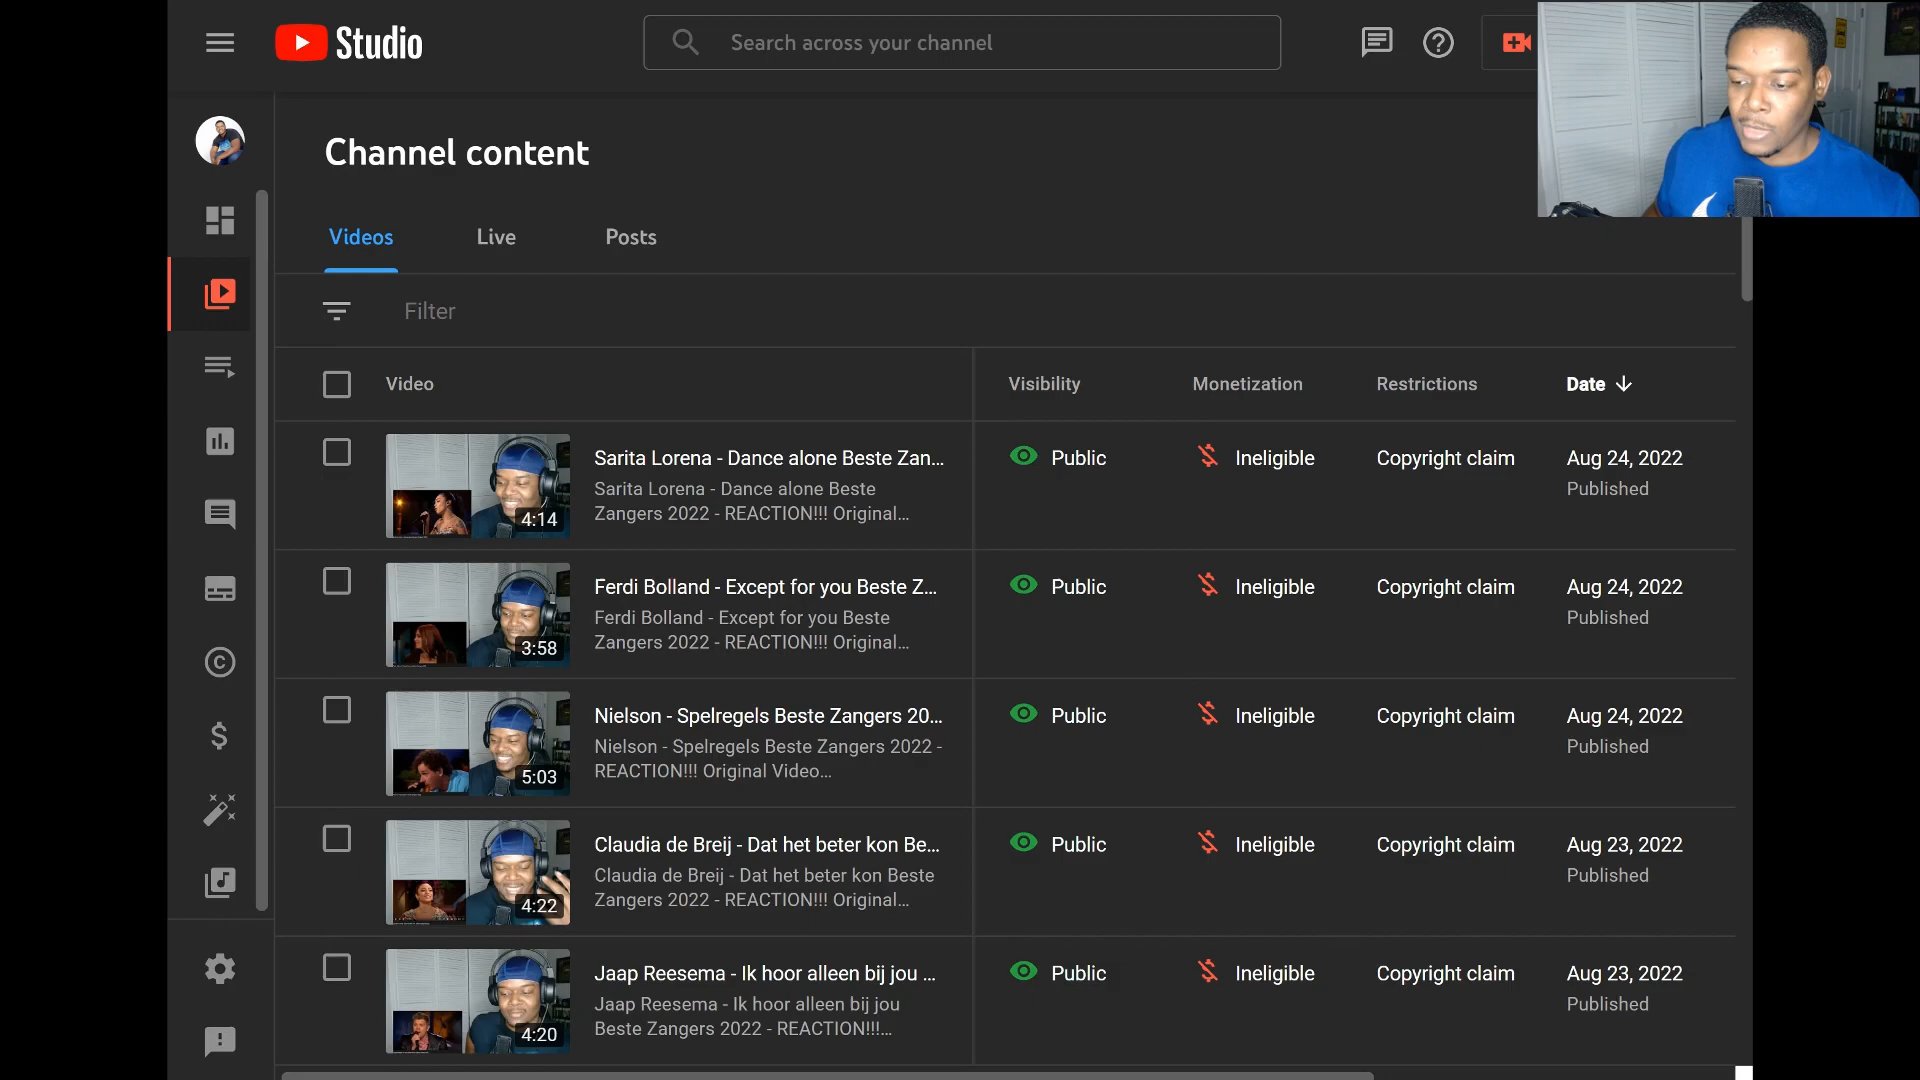 Studio
Search across your channel
Channel content
Videos Live Posts
Filter
Video Visibility Monetization Restrictions Date
4:14
Sarita Lorena - Dance alone Beste Zan...
Sarita Lorena - Dance alone Beste
Zangers 2022 - REACTION!!! Original...
Public Ineligible Copyright claim Aug 24, 2022
Published
3:58
Ferdi Bolland - Except for you Beste Z...
Ferdi Bolland - Except for you Beste
Zangers 2022 - REACTION!!! Original...
Public Ineligible Copyright claim Aug 24, 2022
Published
5:03
Nielson - Spelregels Beste Zangers 20...
Nielson - Spelregels Beste Zangers 2022 -
REACTION!!! Original Video...
Public Ineligible Copyright claim Aug 24, 2022
Published
4:22
Claudia de Breij - Dat het beter kon Be...
Claudia de Breij - Dat het beter kon Beste
Zangers 2022 - REACTION!!! Original...
Public Ineligible Copyright claim Aug 23, 2022
Published
4:20
Jaap Reesema - Ik hoor alleen bij jou ...
Jaap Reesema - Ik hoor alleen bij jou
Beste Zangers 2022 - REACTION!!!...
Public Ineligible Copyright claim Aug 23, 2022
Published